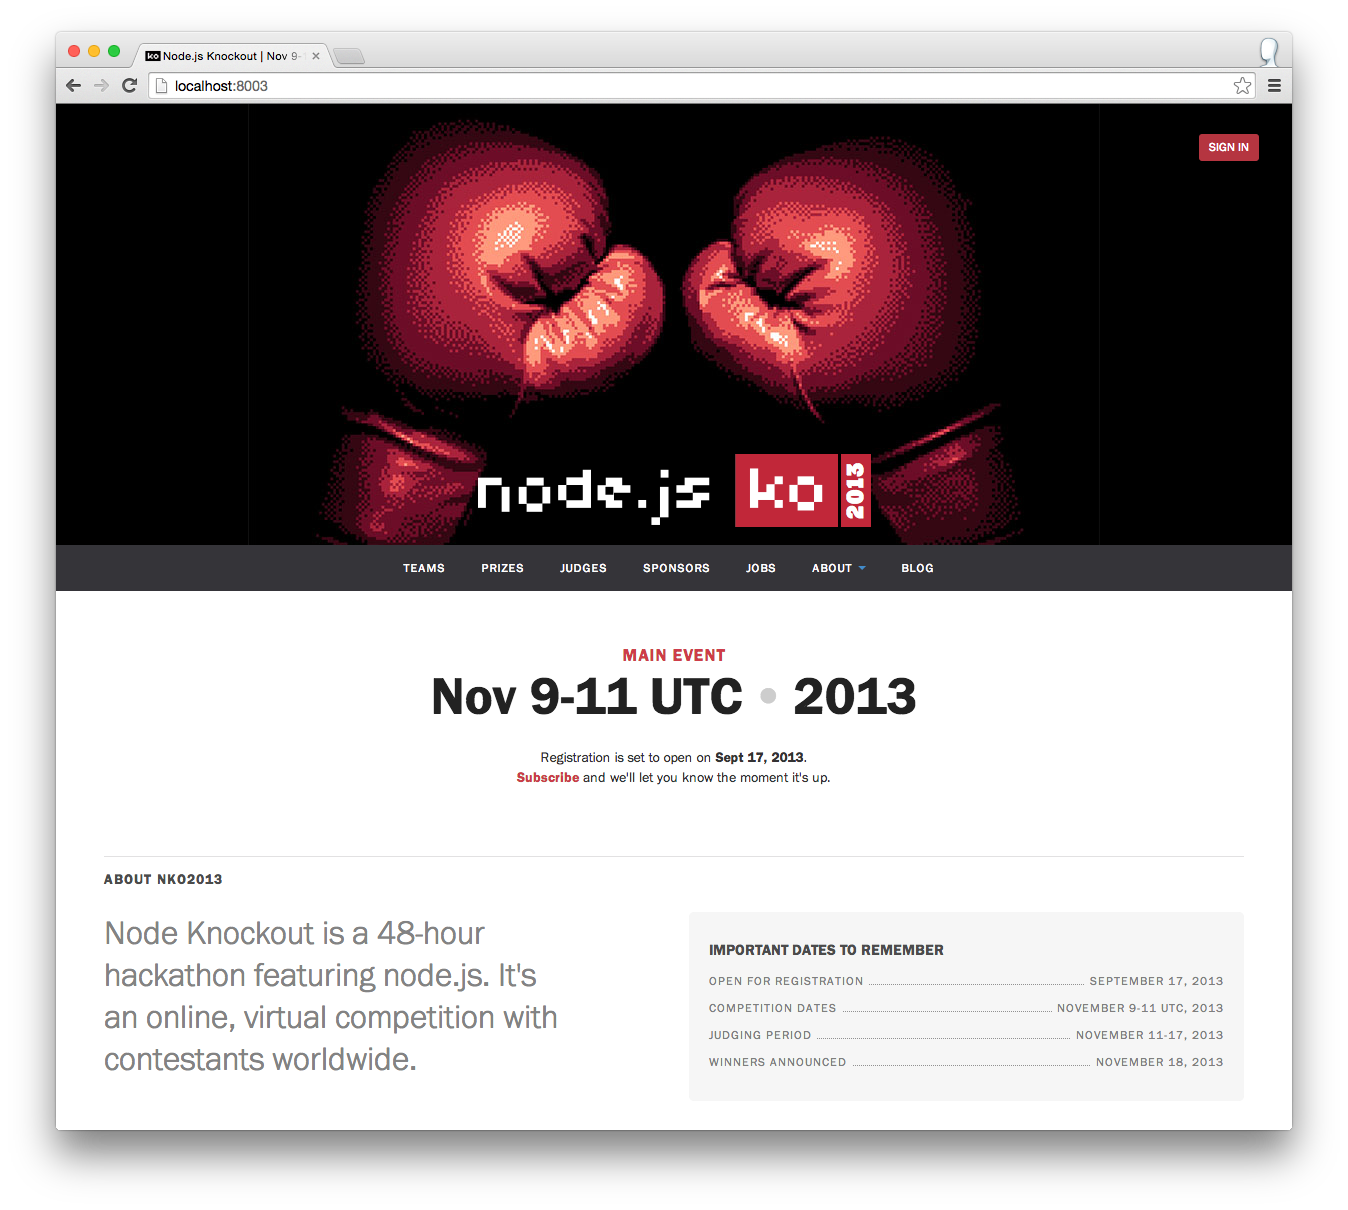 ko Node.js Knockout | Nov 9-
localhost:8003
SIGN IN
node.js ko 2013
TEAMS PRIZES JUDGES SPONSORS JOBS ABOUT BLOG
MAIN EVENT
Nov 9-11 UTC • 2013
Registration is set to open on Sept 17, 2013.
Subscribe and we'll let you know the moment it's up.
ABOUT NKO2013
Node Knockout is a 48-hour
hackathon featuring node.js. It's
an online, virtual competition with
contestants worldwide.
IMPORTANT DATES TO REMEMBER
OPEN FOR REGISTRATION SEPTEMBER 17, 2013
COMPETITION DATES NOVEMBER 9-11 UTC, 2013
JUDGING PERIOD NOVEMBER 11-17, 2013
WINNERS ANNOUNCED NOVEMBER 18, 2013